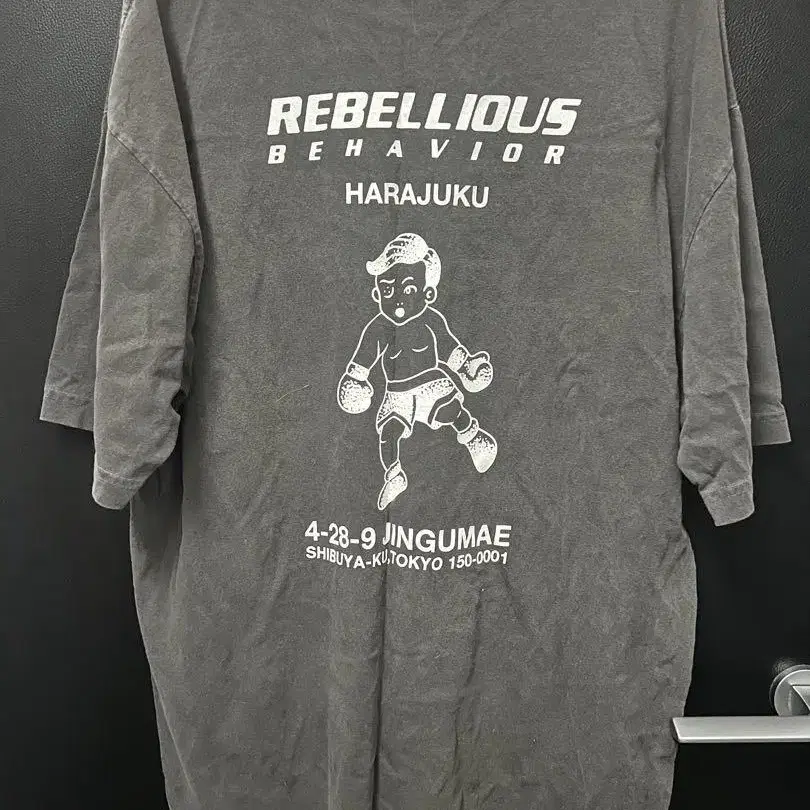 REBELLIOUS
BEHAVIOR
HARAJUKU
4-28-9 JINGUMAE
SHIBUYA-KU,TOKYO 150-0001